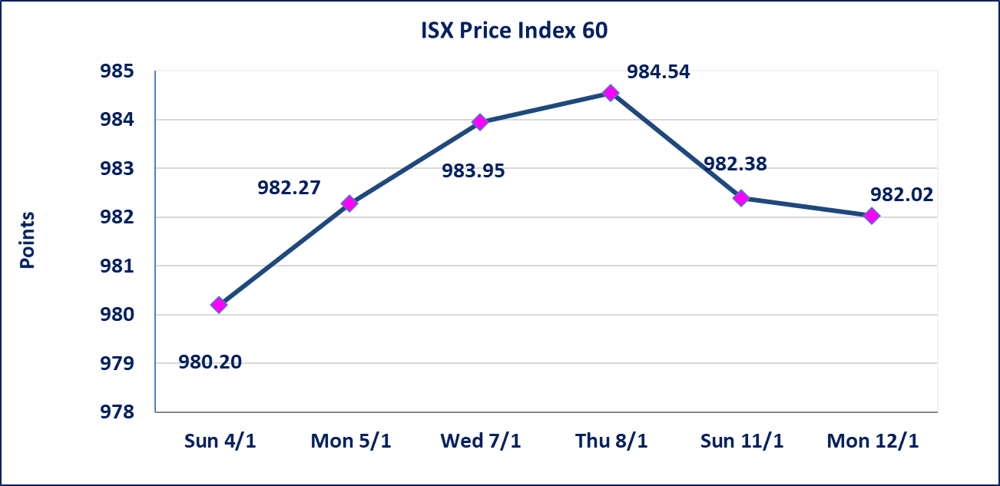 ISX Price Index 60
985
984
983
982
981
980
979
978
Points
980.20
982.27
983.95
984.54
982.38
982.02
Sun 4/1
Mon 5/1
Wed 7/1
Thu 8/1
Sun 11/1
Mon 12/1